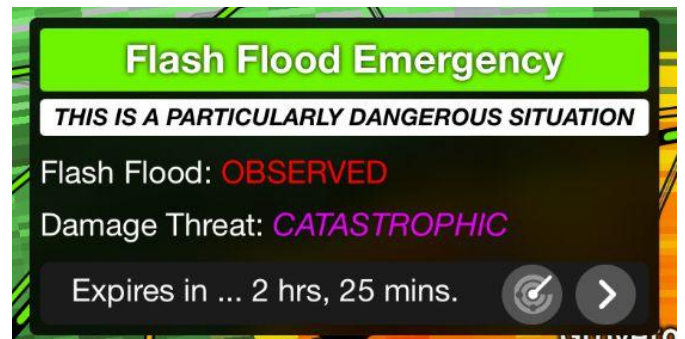 Flash Flood Emergency
THIS IS A PARTICULARLY DANGEROUS SITUATION
Flash Flood: OBSERVED
Damage Threat: CATASTROPHIC
Expires in ... 2 hrs, 25 mins.